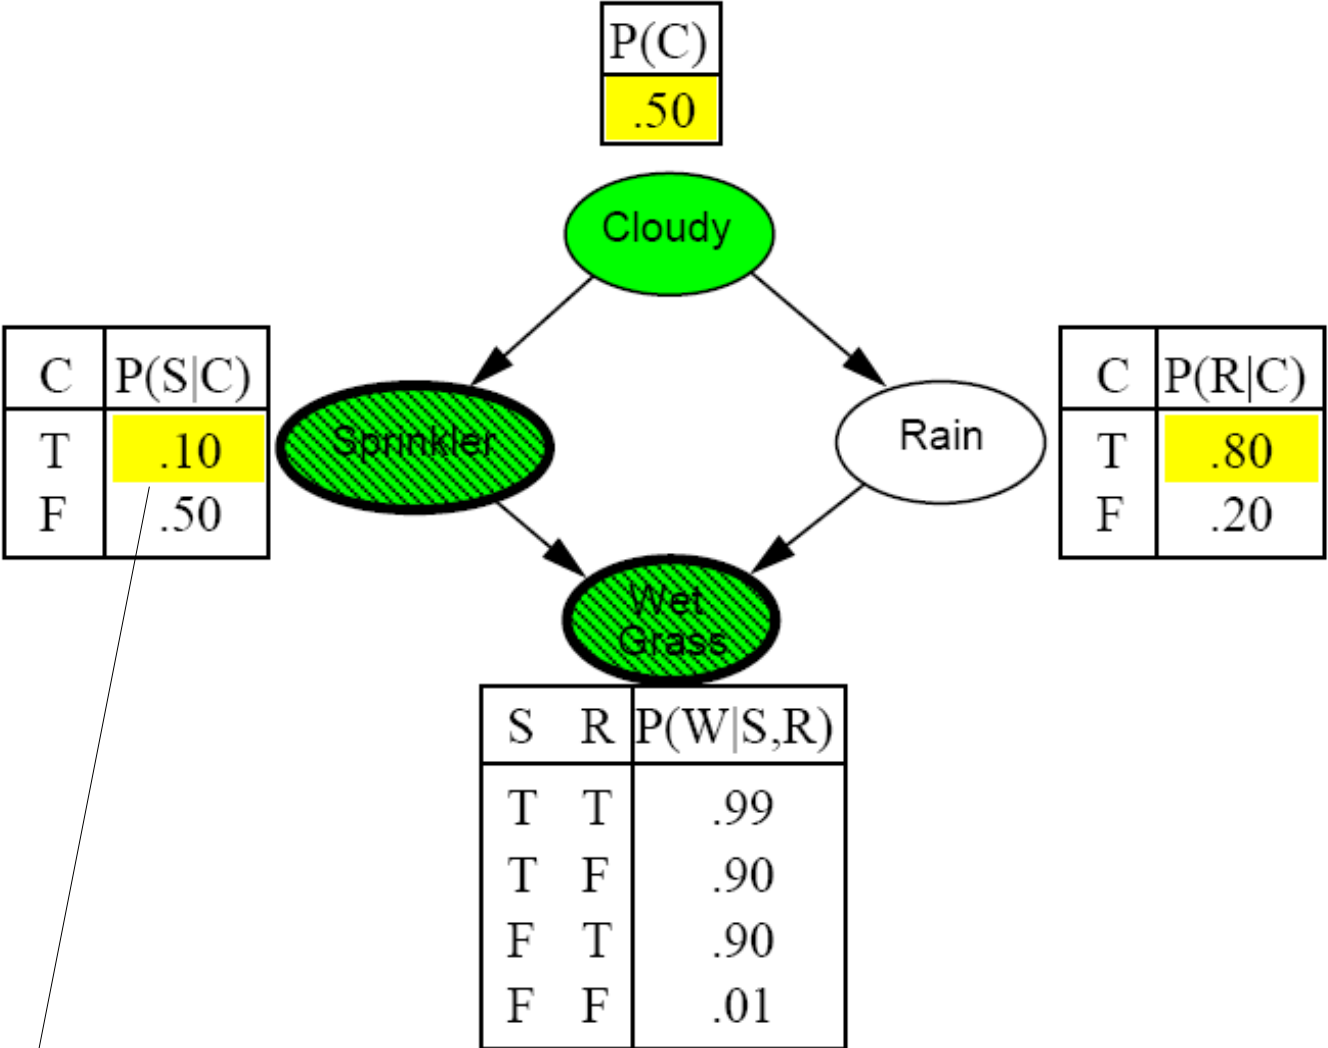 P(C)
.50
Cloudy
C P(S|C)
T .10
F .50
Sprinkler
Rain
C P(R|C)
T .80
F .20
Wet
Grass
S R P(W|S,R)
T T .99
T F .90
F T .90
F F .01